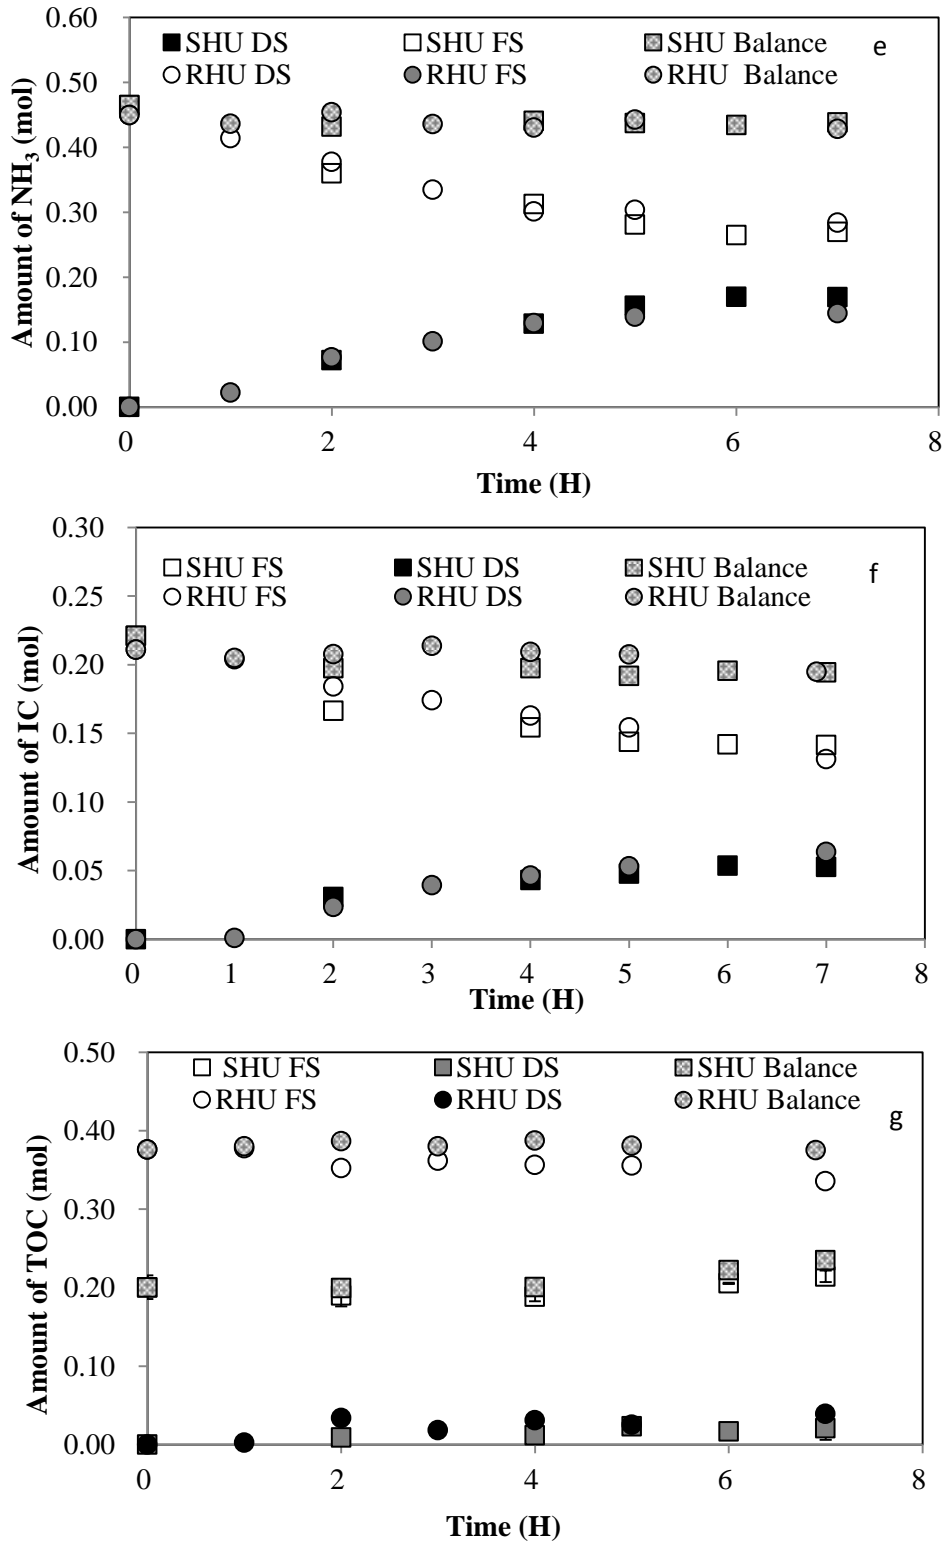 0.60
SHU DS SHU FS SHU Balance e
RHU DS RHU FS RHU Balance
0.50
0.40
0.30
0.20
0.10
0.00
Amount of NH3 (mol)
0 2 4 6 8
Time (H)
0.30
SHU FS SHU DS SHU Balance f
RHU FS RHU DS RHU Balance
0.25
0.20
0.15
0.10
0.05
0.00
Amount of IC (mol)
0 1 2 3 4 5 6 7 8
Time (H)
0.50
SHU FS SHU DS SHU Balance
RHU FS RHU DS RHU Balance g
0.40
0.30
0.20
0.10
0.00
Amount of TOC (mol)
0 2 4 6 8
Time (H)